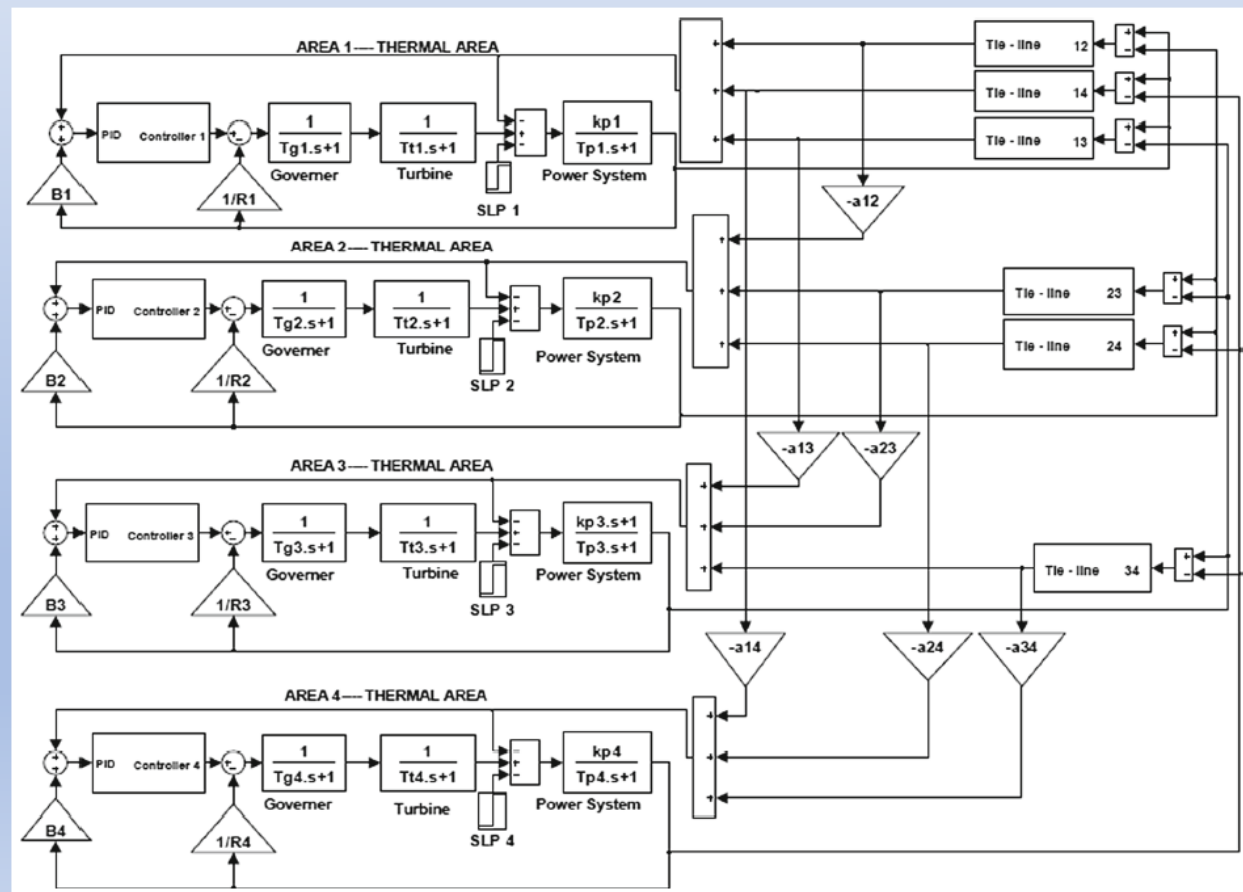 AREA 1---- THERMAL AREA
Tie - line 12
Tie - line 14
Tie - line 13
PID Controller 1
1
Tg1.s+1
Governer
1
Tt1.s+1
Turbine
kp1
Tp1.s+1
Power System
SLP 1
B1
1/R1
-a12
AREA 2---- THERMAL AREA
PID Controller 2
1
Tg2.s+1
Governer
1
Tt2.s+1
Turbine
kp2
Tp2.s+1
Power System
SLP 2
B2
1/R2
Tie - line 23
Tie - line 24
-a13
-a23
AREA 3---- THERMAL AREA
PID Controller 3
1
Tg3.s+1
Governer
1
Tt3.s+1
Turbine
kp3.s+1
Tp3.s+1
Power System
SLP 3
B3
1/R3
Tie - line 34
-a14
-a24
-a34
AREA 4---- THERMAL AREA
PID Controller 4
1
Tg4.s+1
Governer
1
Tt4.s+1
Turbine
kp4
Tp4.s+1
Power System
SLP 4
B4
1/R4